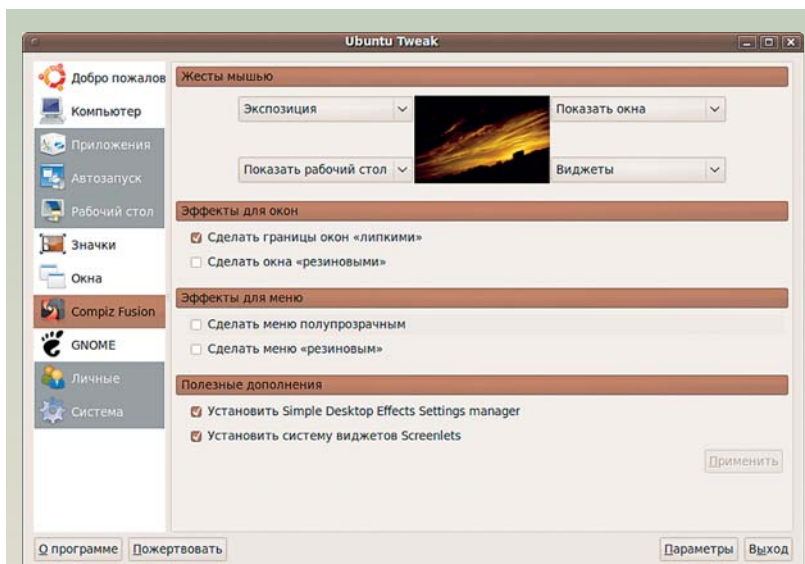 Ubuntu Tweak
Добро пожалов
Компьютер
Приложения
Автозапуск
Рабочий стол
Значки
Окна
Compiz Fusion
GNOME
Личные
Система
Жесты мышью
Экспозиция
Показать окна
Показать рабочий стол
Виджеты
Эффекты для окон
Сделать границы окон «липкими»
Сделать окна «резиновыми»
Эффекты для меню
Сделать меню полупрозрачным
Сделать меню «резиновым»
Полезные дополнения
Установить Simple Desktop Effects Settings manager
Установить систему виджетов Screenlets
Применить
О программе
Пожертвовать
Параметры
Выход